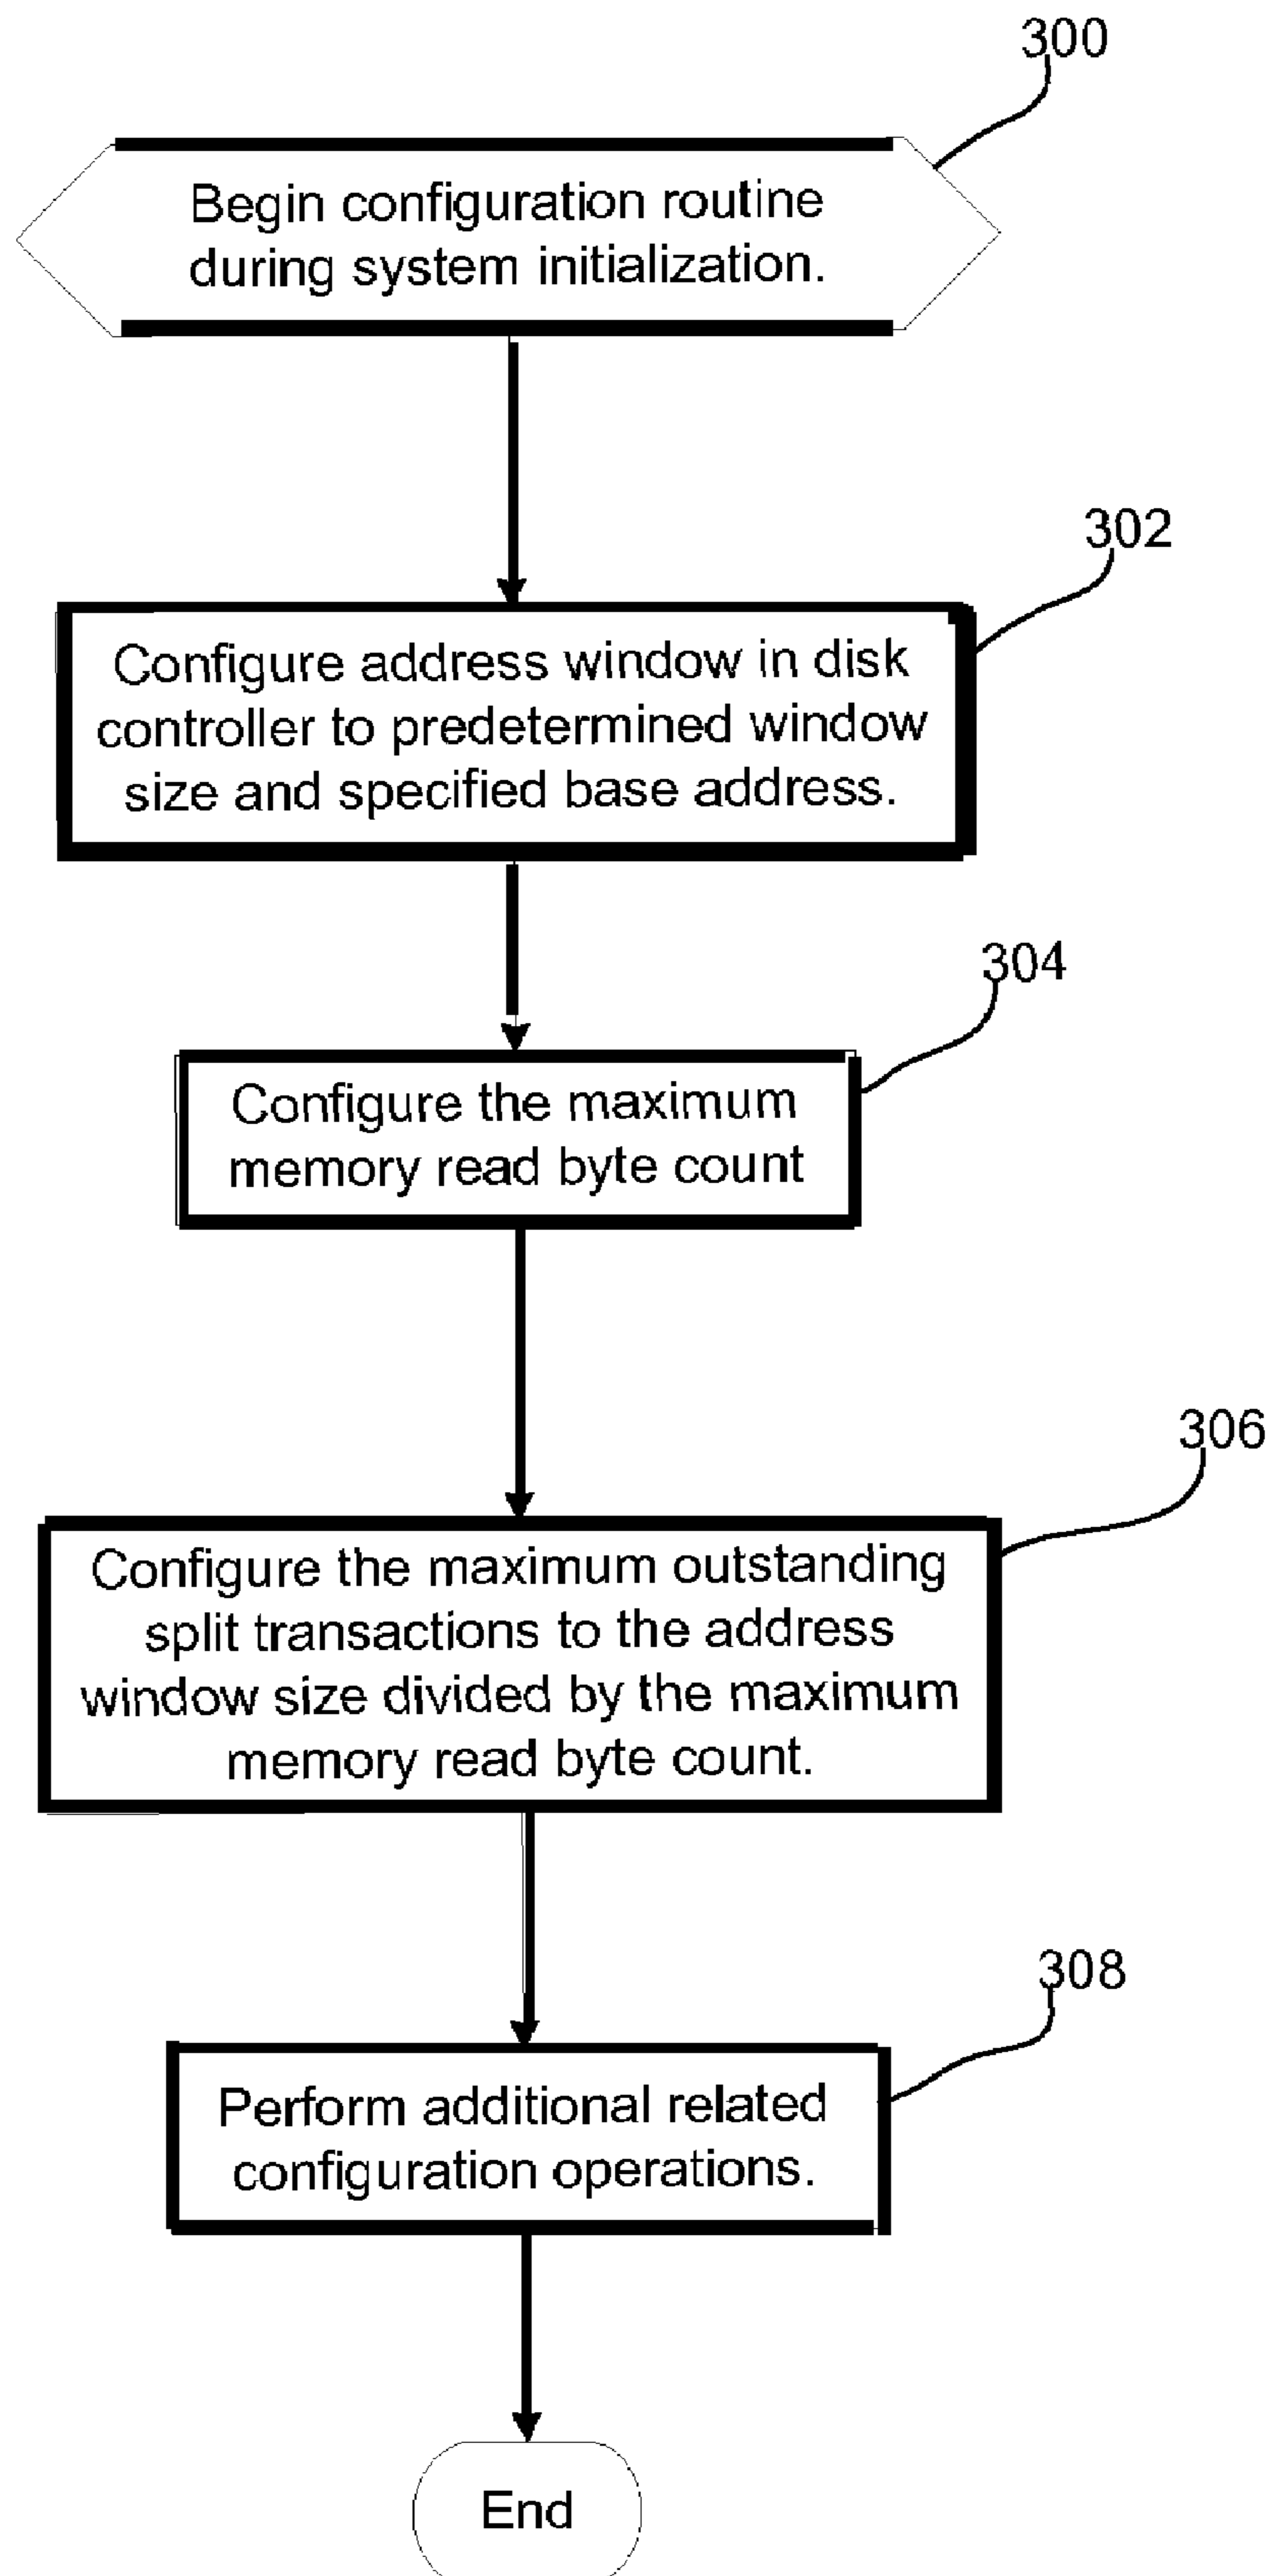 300
Begin configuration routine
during system initialization.
302
Configure address window in disk
controller to predetermined window
size and specified base address.
304
Configure the maximum
memory read byte count
306
Configure the maximum outstanding
split transactions to the address
window size divided by the maximum
memory read byte count.
308
Perform additional related
configuration operations.
End